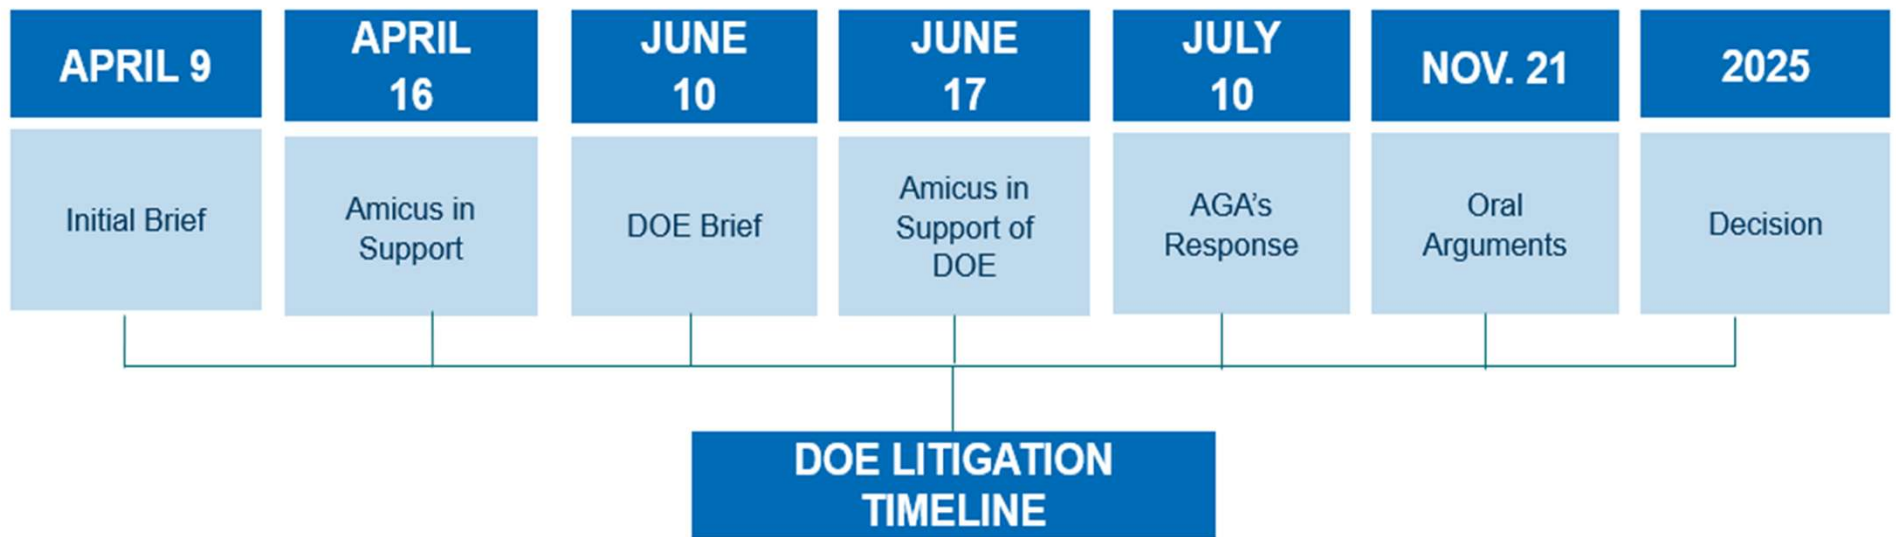 APRIL 9
APRIL
16
JUNE
10
JUNE
17
JULY
10
NOV. 21
2025
Initial Brief
Amicus in
Support
DOE Brief
Amicus in
Support of
DOE
AGA’s
Response
Oral
Arguments
Decision
DOE LITIGATION
TIMELINE